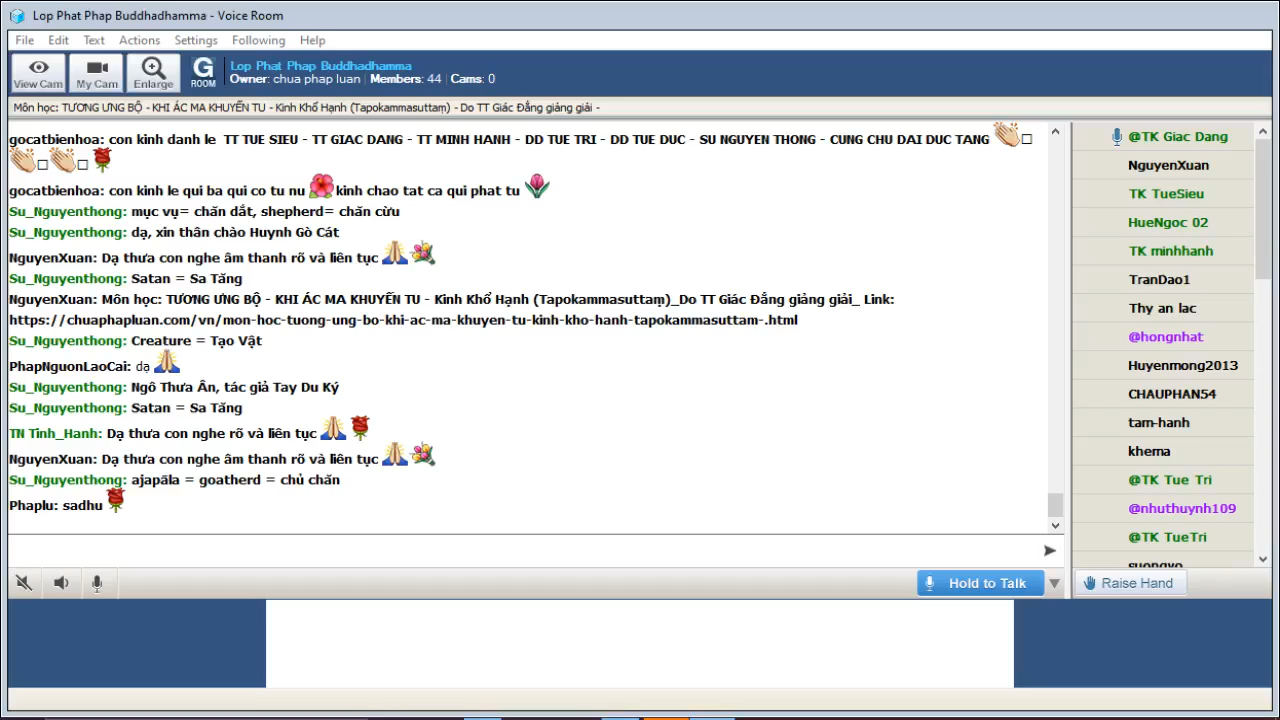 Lop Phat Phap Buddhadhamma - Voice Room
File Edit Text Actions Settings Following Help
View Cam My Cam Enlarge G ROOM
Lop Phat Phap Buddhadhamma
Owner: chua phap luan | Members: 44 | Cams: 0
Môn học: TƯƠNG ƯNG BỘ - KHI ÁC MA KHUYẾN TU - Kinh Khổ Hạnh (Tapokammasuttaṃ) - Do TT Giác Đẳng giảng giải -
gocatbienhoa: con kinh danh le TT TUE SIEU - TT GIAC DANG - TT MINH HANH - DD TUE TRI - DD TUE DUC - SU NGUYEN THONG - CUNG CHU DAI DUC TANG
gocatbienhoa: con kinh le qui ba qui co tu nu kinh chao tat ca qui phat tu
Su_Nguyenthong: mục vụ= chăn dắt, shepherd= chăn cừu
Su_Nguyenthong: dạ, xin thân chào Huynh Gò Cát
NguyenXuan: Dạ thưa con nghe âm thanh rõ và liên tục
Su_Nguyenthong: Satan = Sa Tăng
NguyenXuan: Môn học: TƯƠNG ƯNG BỘ - KHI ÁC MA KHUYẾN TU - Kinh Khổ Hạnh (Tapokammasuttaṃ)_Do TT Giác Đẳng giảng giải_ Link:
https://chuaphapluan.com/vn/mon-hoc-tuong-ung-bo-khi-ac-ma-khuyen-tu-kinh-kho-hanh-tapokammasuttam-.html
Su_Nguyenthong: Creature = Tạo Vật
PhapNguonLaoCai: dạ
Su_Nguyenthong: Ngô Thưa Ân, tác giả Tay Du Ký
Su_Nguyenthong: Satan = Sa Tăng
TN Tinh_Hanh: Dạ thưa con nghe rõ và liên tục
NguyenXuan: Dạ thưa con nghe âm thanh rõ và liên tục
Su_Nguyenthong: ajapāla = goatherd = chủ chăn
Phaplu: sadhu
@TK Giac Dang
NguyenXuan
TK TueSieu
HueNgoc 02
TK minhhanh
TranDao1
Thy an lac
@hongnhat
Huyenmong2013
CHAUPHAN54
tam-hanh
khema
@TK Tue Tri
@nhuthuynh109
@TK TueTri
Hold to Talk
Raise Hand